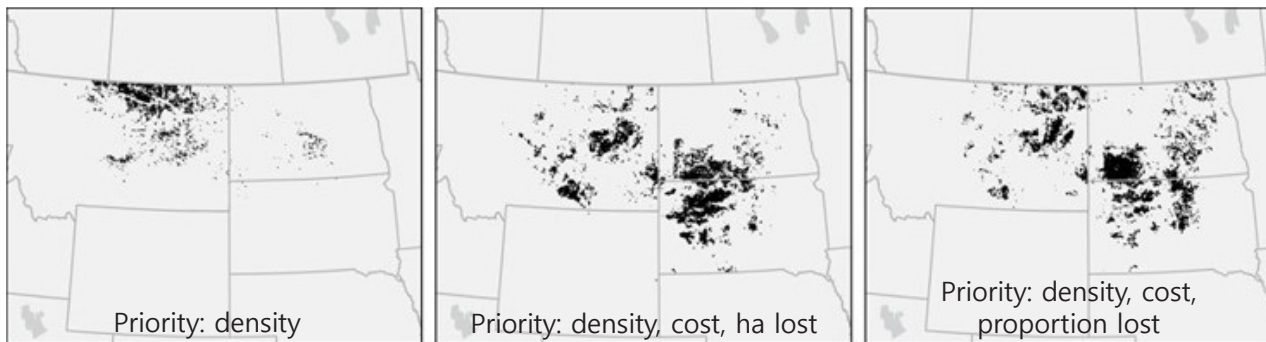 Priority: density
Priority: density, cost, ha lost
Priority: density, cost,
proportion lost